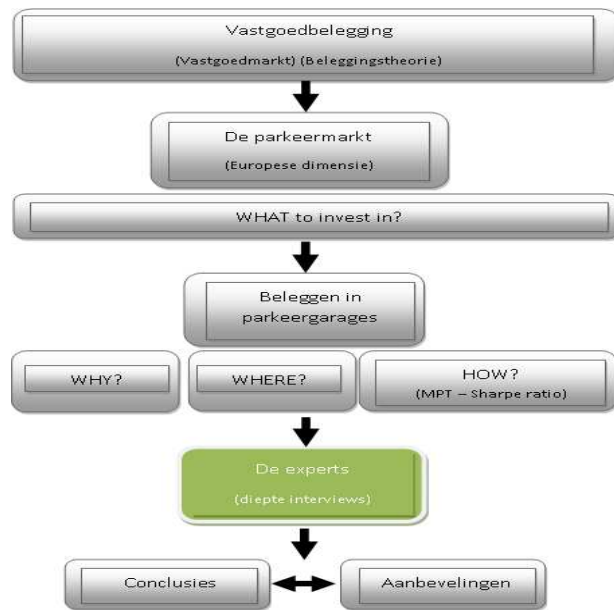 Vastgoedbelegging
(Vastgoedmarkt) (Beleggingstheorie)
De parkeermarkt
(Europese dimensie)
WHAT to invest in?
Beleggen in
parkeergarages
WHY?
WHERE?
HOW?
(MPT – Sharpe ratio)
De experts
(diepte interviews)
Conclusies
Aanbevelingen